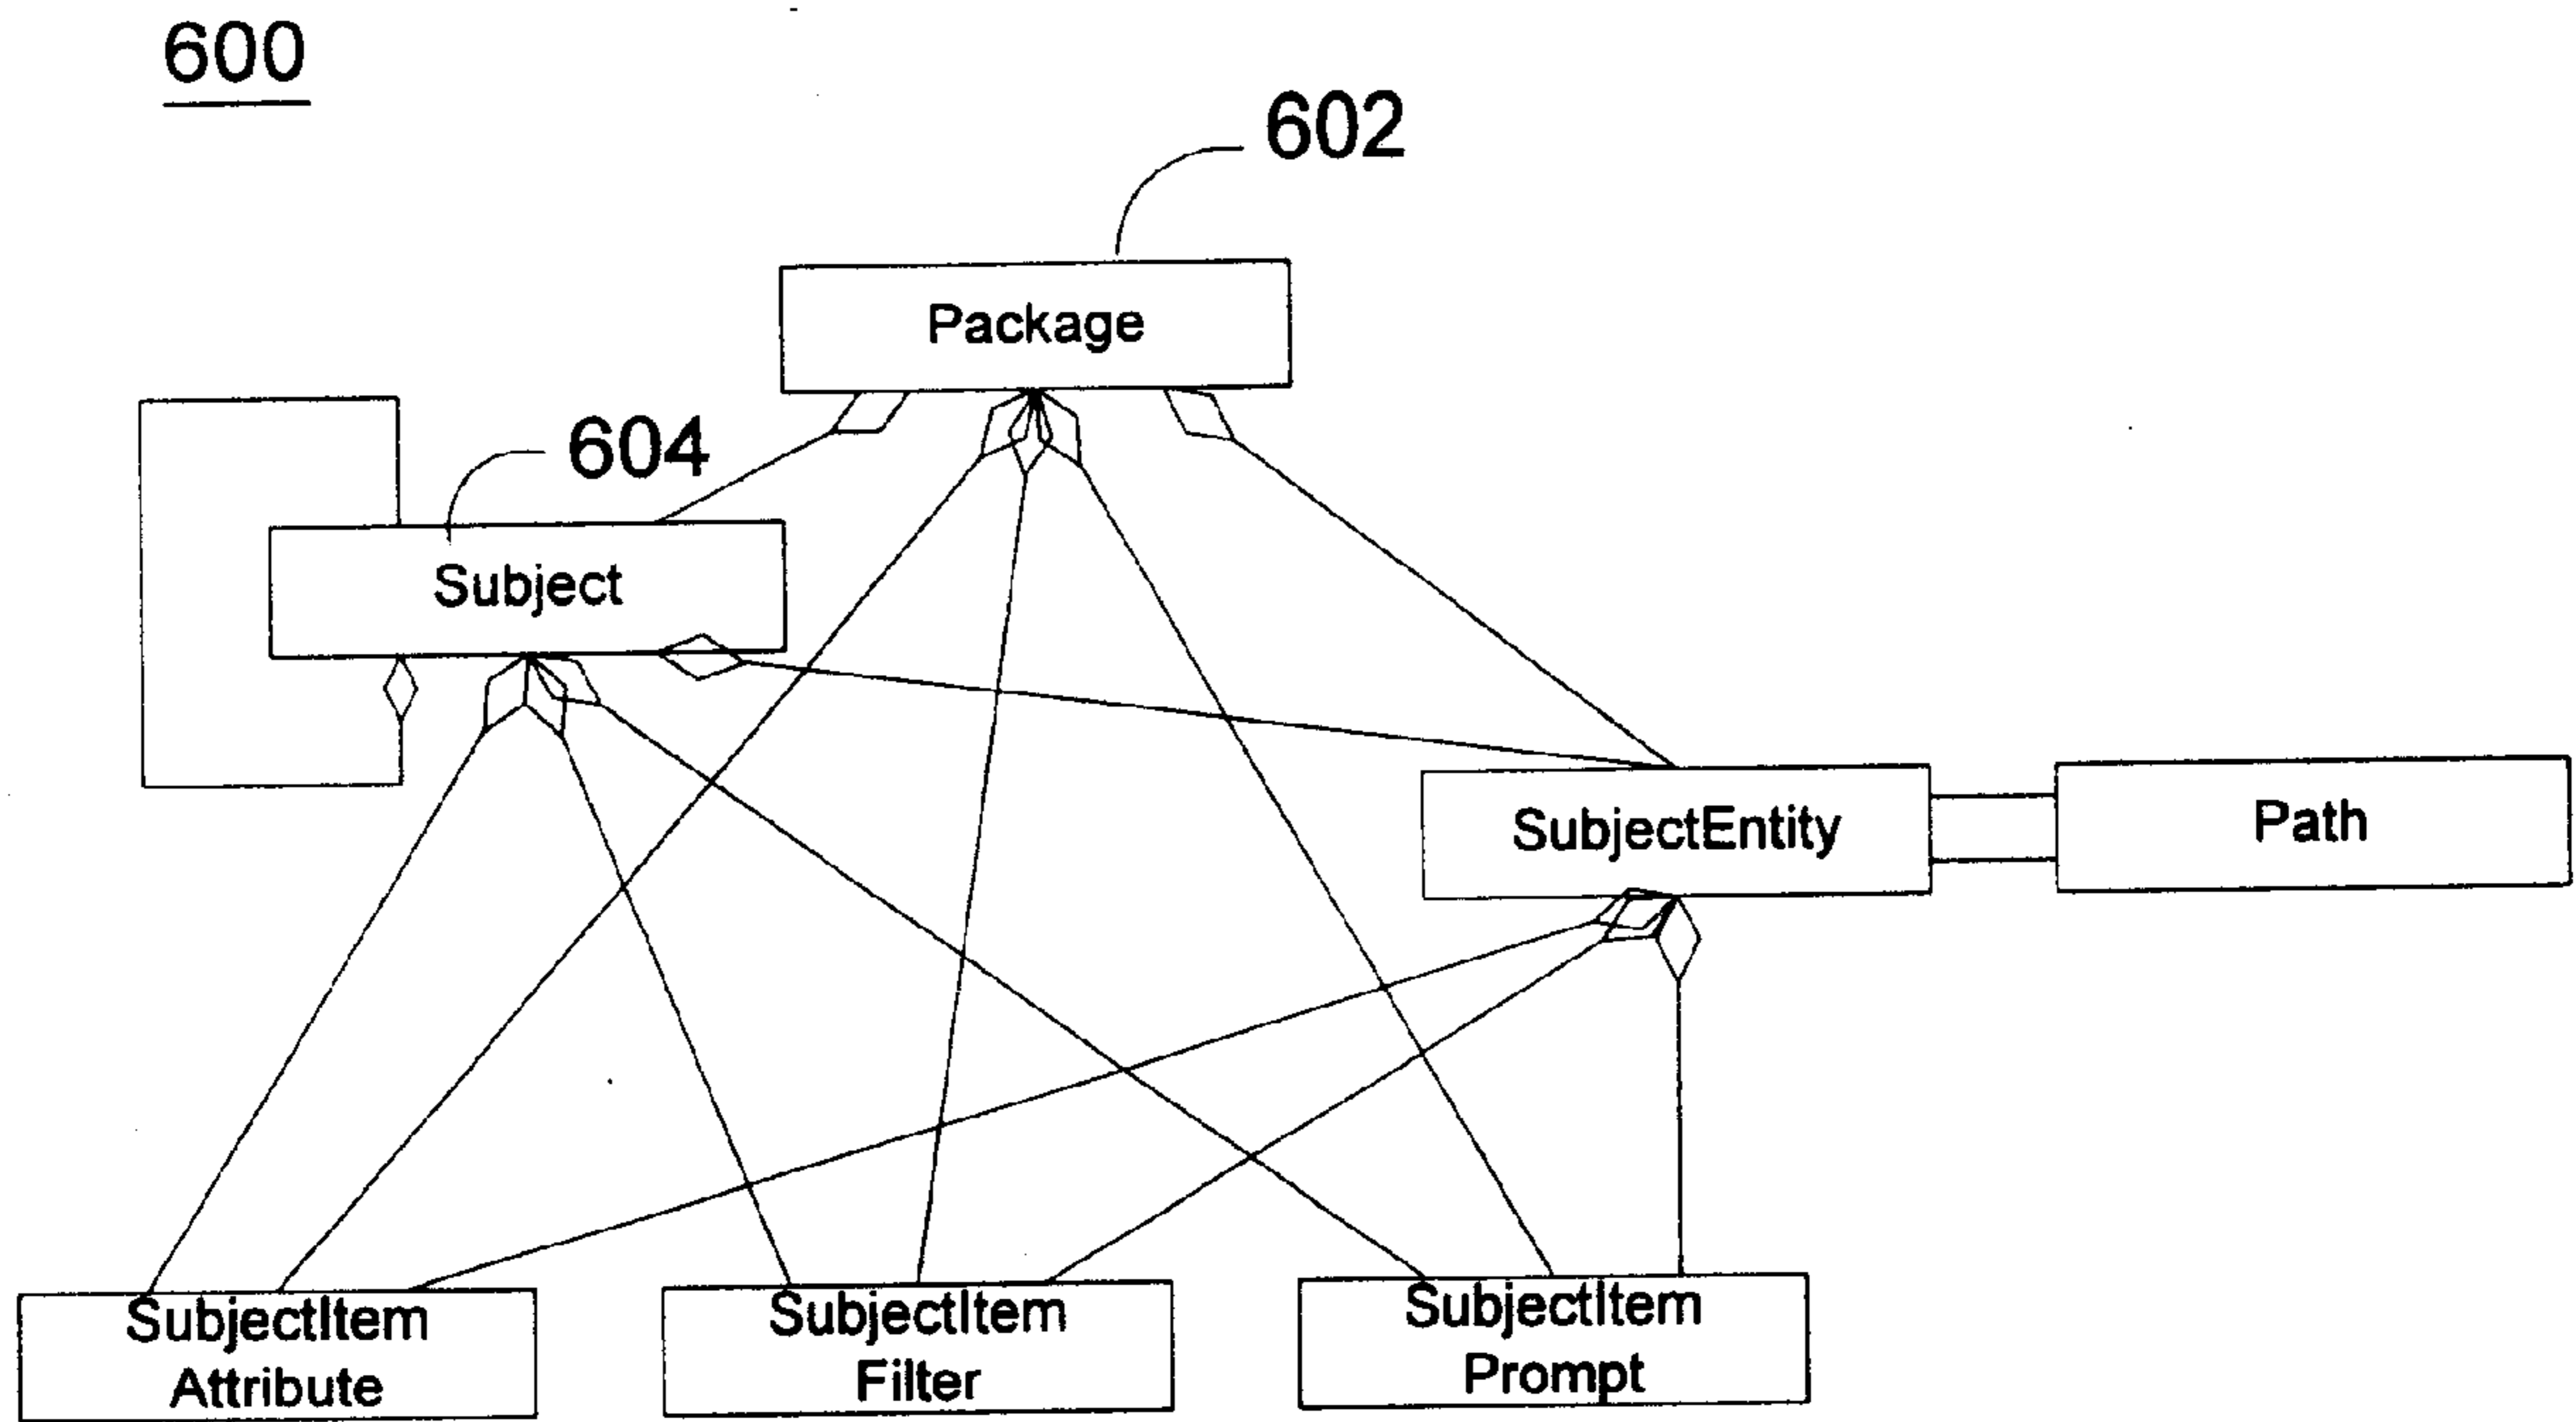 600
602
Package
604
Subject
SubjectEntity
Path
SubjectItem
Attribute
SubjectItem
Filter
SubjectItem
Prompt